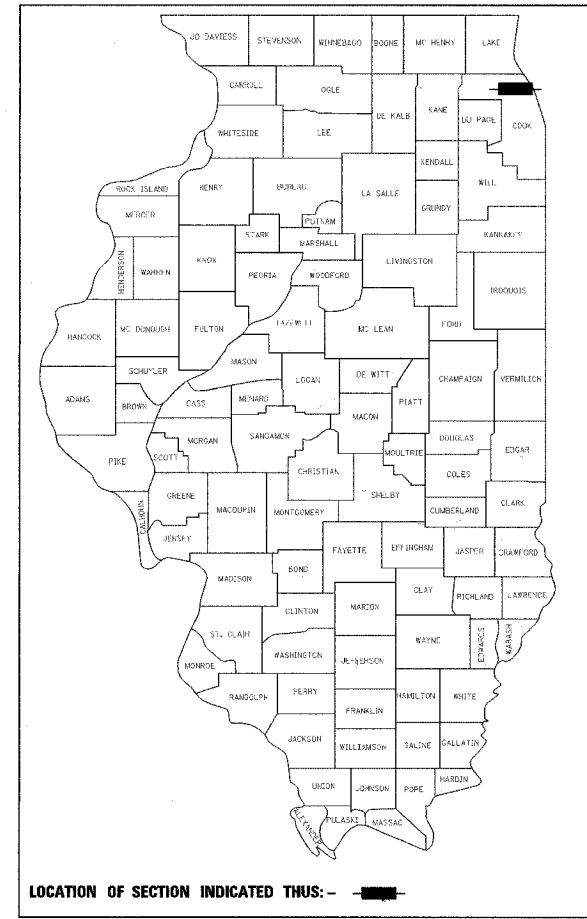 JO DAVIESS STEVENSON WINNEBAGO BOONE MC HENRY LAKE
CARROLL OGLE DE KALB KANE DU PAGE COOK
WHITESIDE LEE
KENDALL WILL
ROCK ISLAND HENRY BUREAU LA SALLE GRUNDY
MERCER PUTNAM KANKAKEE
STARK MARSHALL LIVINGSTON
HENDERSON WARREN KNOX PEORIA WOODFORD IROQUOIS
HANCOCK MC DONOUGH FULTON TAZEWELL MC LEAN FORD
MASON
SCHUYLER LOGAN DE WITT CHAMPAIGN VERMILION
ADAMS BROWN CASS MENARD MACON PIATT
MORGAN SANGAMON DOUGLAS
PIKE SCOTT CHRISTIAN MOULTRIE COLES EDGAR
GREENE SHELBY
CALHOUN MACOUPIN MONTGOMERY CUMBERLAND CLARK
JERSEY FAYETTE EFFINGHAM JASPER CRAWFORD
MADISON BOND
CLAY RICHLAND LAWRENCE
CLINTON MARION
ST. CLAIR WAYNE EDWARDS WABASH
WASHINGTON JEFFERSON
MONROE
RANDOLPH PERRY HAMILTON WHITE
FRANKLIN
JACKSON WILLIAMSON SALINE GALLATIN
UNION JOHNSON POPE HARDIN
ALEXANDER PULASKI MASSAC
LOCATION OF SECTION INDICATED THUS: -